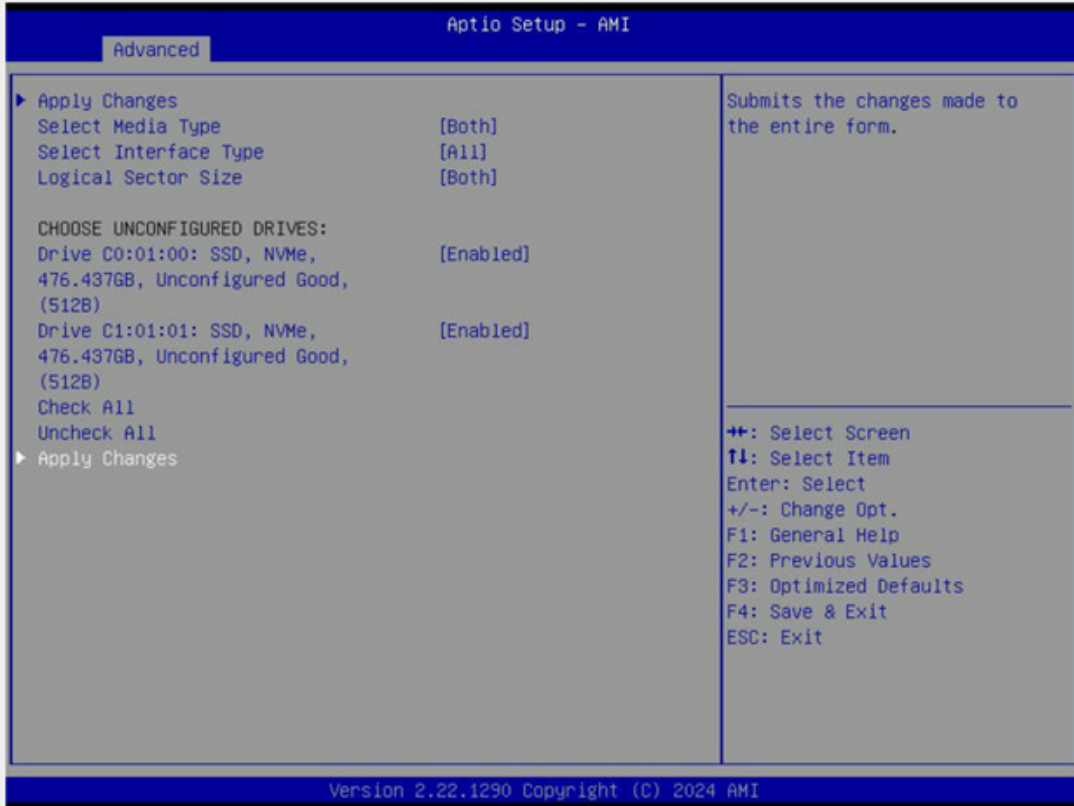 Aptio Setup - AMI
Advanced
Apply Changes
Select Media Type [Both]
Select Interface Type [All]
Logical Sector Size [Both]
CHOOSE UNCONFIGURED DRIVES:
Drive C0:01:00: SSD, NVMe, [Enabled]
476.437GB, Unconfigured Good,
(512B)
Drive C1:01:01: SSD, NVMe, [Enabled]
476.437GB, Unconfigured Good,
(512B)
Check All
Uncheck All
Apply Changes
Submits the changes made to
the entire form.
→←: Select Screen
↑↓: Select Item
Enter: Select
+/-: Change Opt.
F1: General Help
F2: Previous Values
F3: Optimized Defaults
F4: Save & Exit
ESC: Exit
Version 2.22.1290 Copyright (C) 2024 AMI